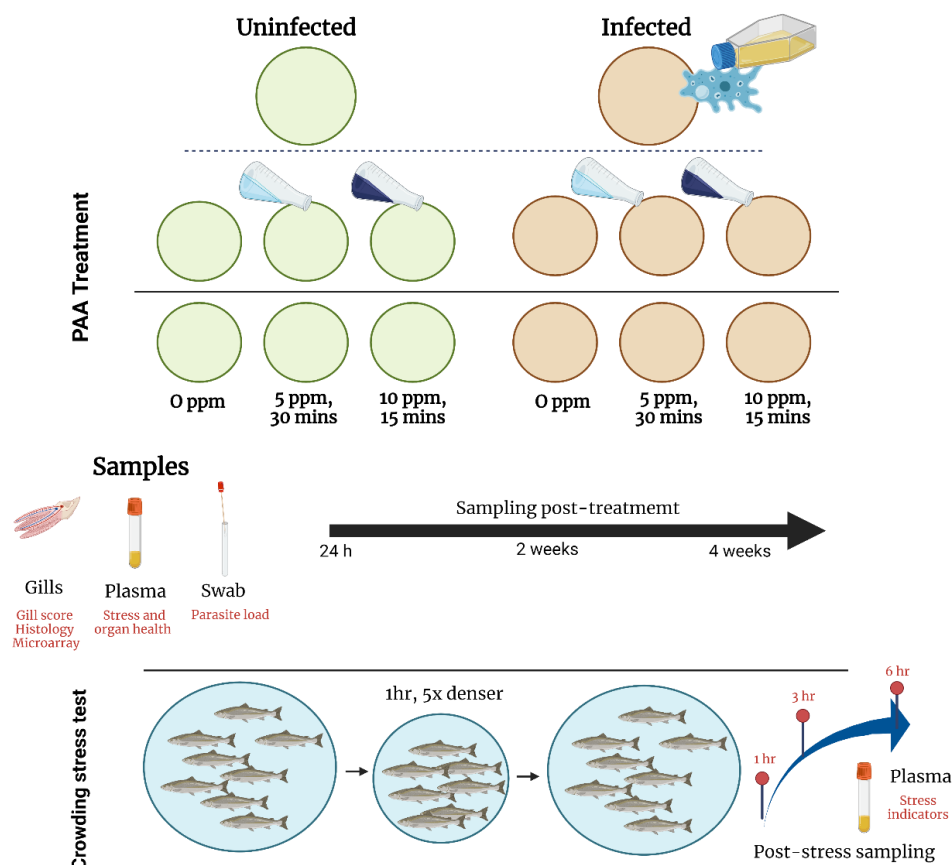 Uninfected
Infected
PAA Treatment
O ppm
5 ppm,
30 mins
10 ppm,
15 mins
O ppm
5 ppm,
30 mins
10 ppm,
15 mins
Samples
Gills
Gill score
Histology
Microarray
Plasma
Stress and
organ health
Swab
Parasite load
Sampling post-treatmemt
24 h
2 weeks
4 weeks
Crowding stress test
1hr, 5x denser
1 hr
3 hr
6 hr
Plasma
Stress
indicators
Post-stress sampling